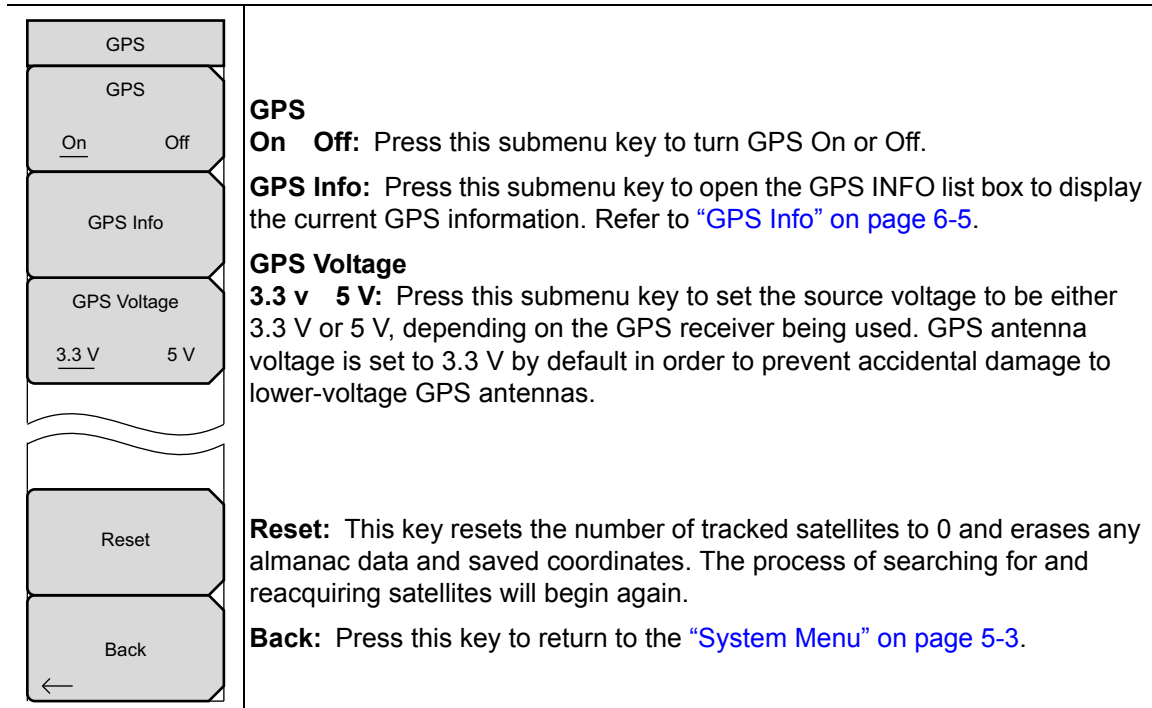 GPS
GPS
On Off
GPS Info
GPS Voltage
3.3 V 5 V
Reset
Back
GPS
On Off: Press this submenu key to turn GPS On or Off.
GPS Info: Press this submenu key to open the GPS INFO list box to display
the current GPS information. Refer to “GPS Info” on page 6-5.
GPS Voltage
3.3 v 5 V: Press this submenu key to set the source voltage to be either
3.3 V or 5 V, depending on the GPS receiver being used. GPS antenna
voltage is set to 3.3 V by default in order to prevent accidental damage to
lower-voltage GPS antennas.
Reset: This key resets the number of tracked satellites to 0 and erases any
almanac data and saved coordinates. The process of searching for and
reacquiring satellites will begin again.
Back: Press this key to return to the “System Menu” on page 5-3.